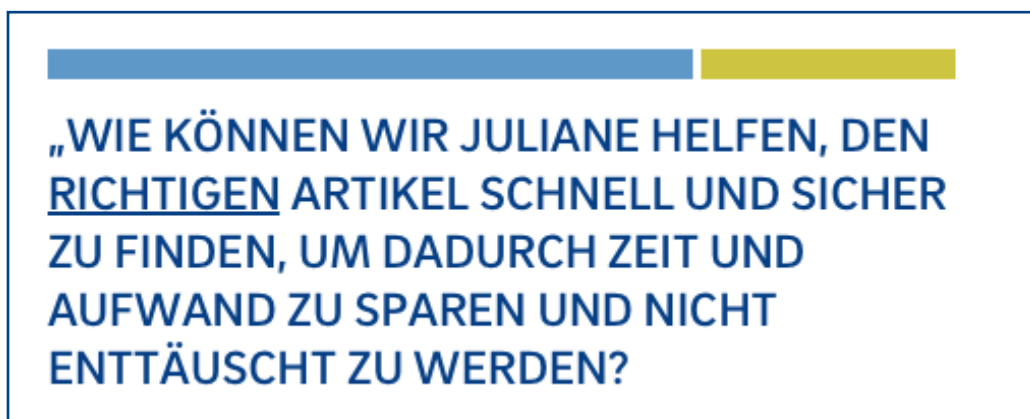 „WIE KÖNNEN WIR JULIANE HELFEN, DEN
RICHTIGEN ARTIKEL SCHNELL UND SICHER
ZU FINDEN, UM DADURCH ZEIT UND
AUFWAND ZU SPAREN UND NICHT
ENTTÄUSCHT ZU WERDEN?